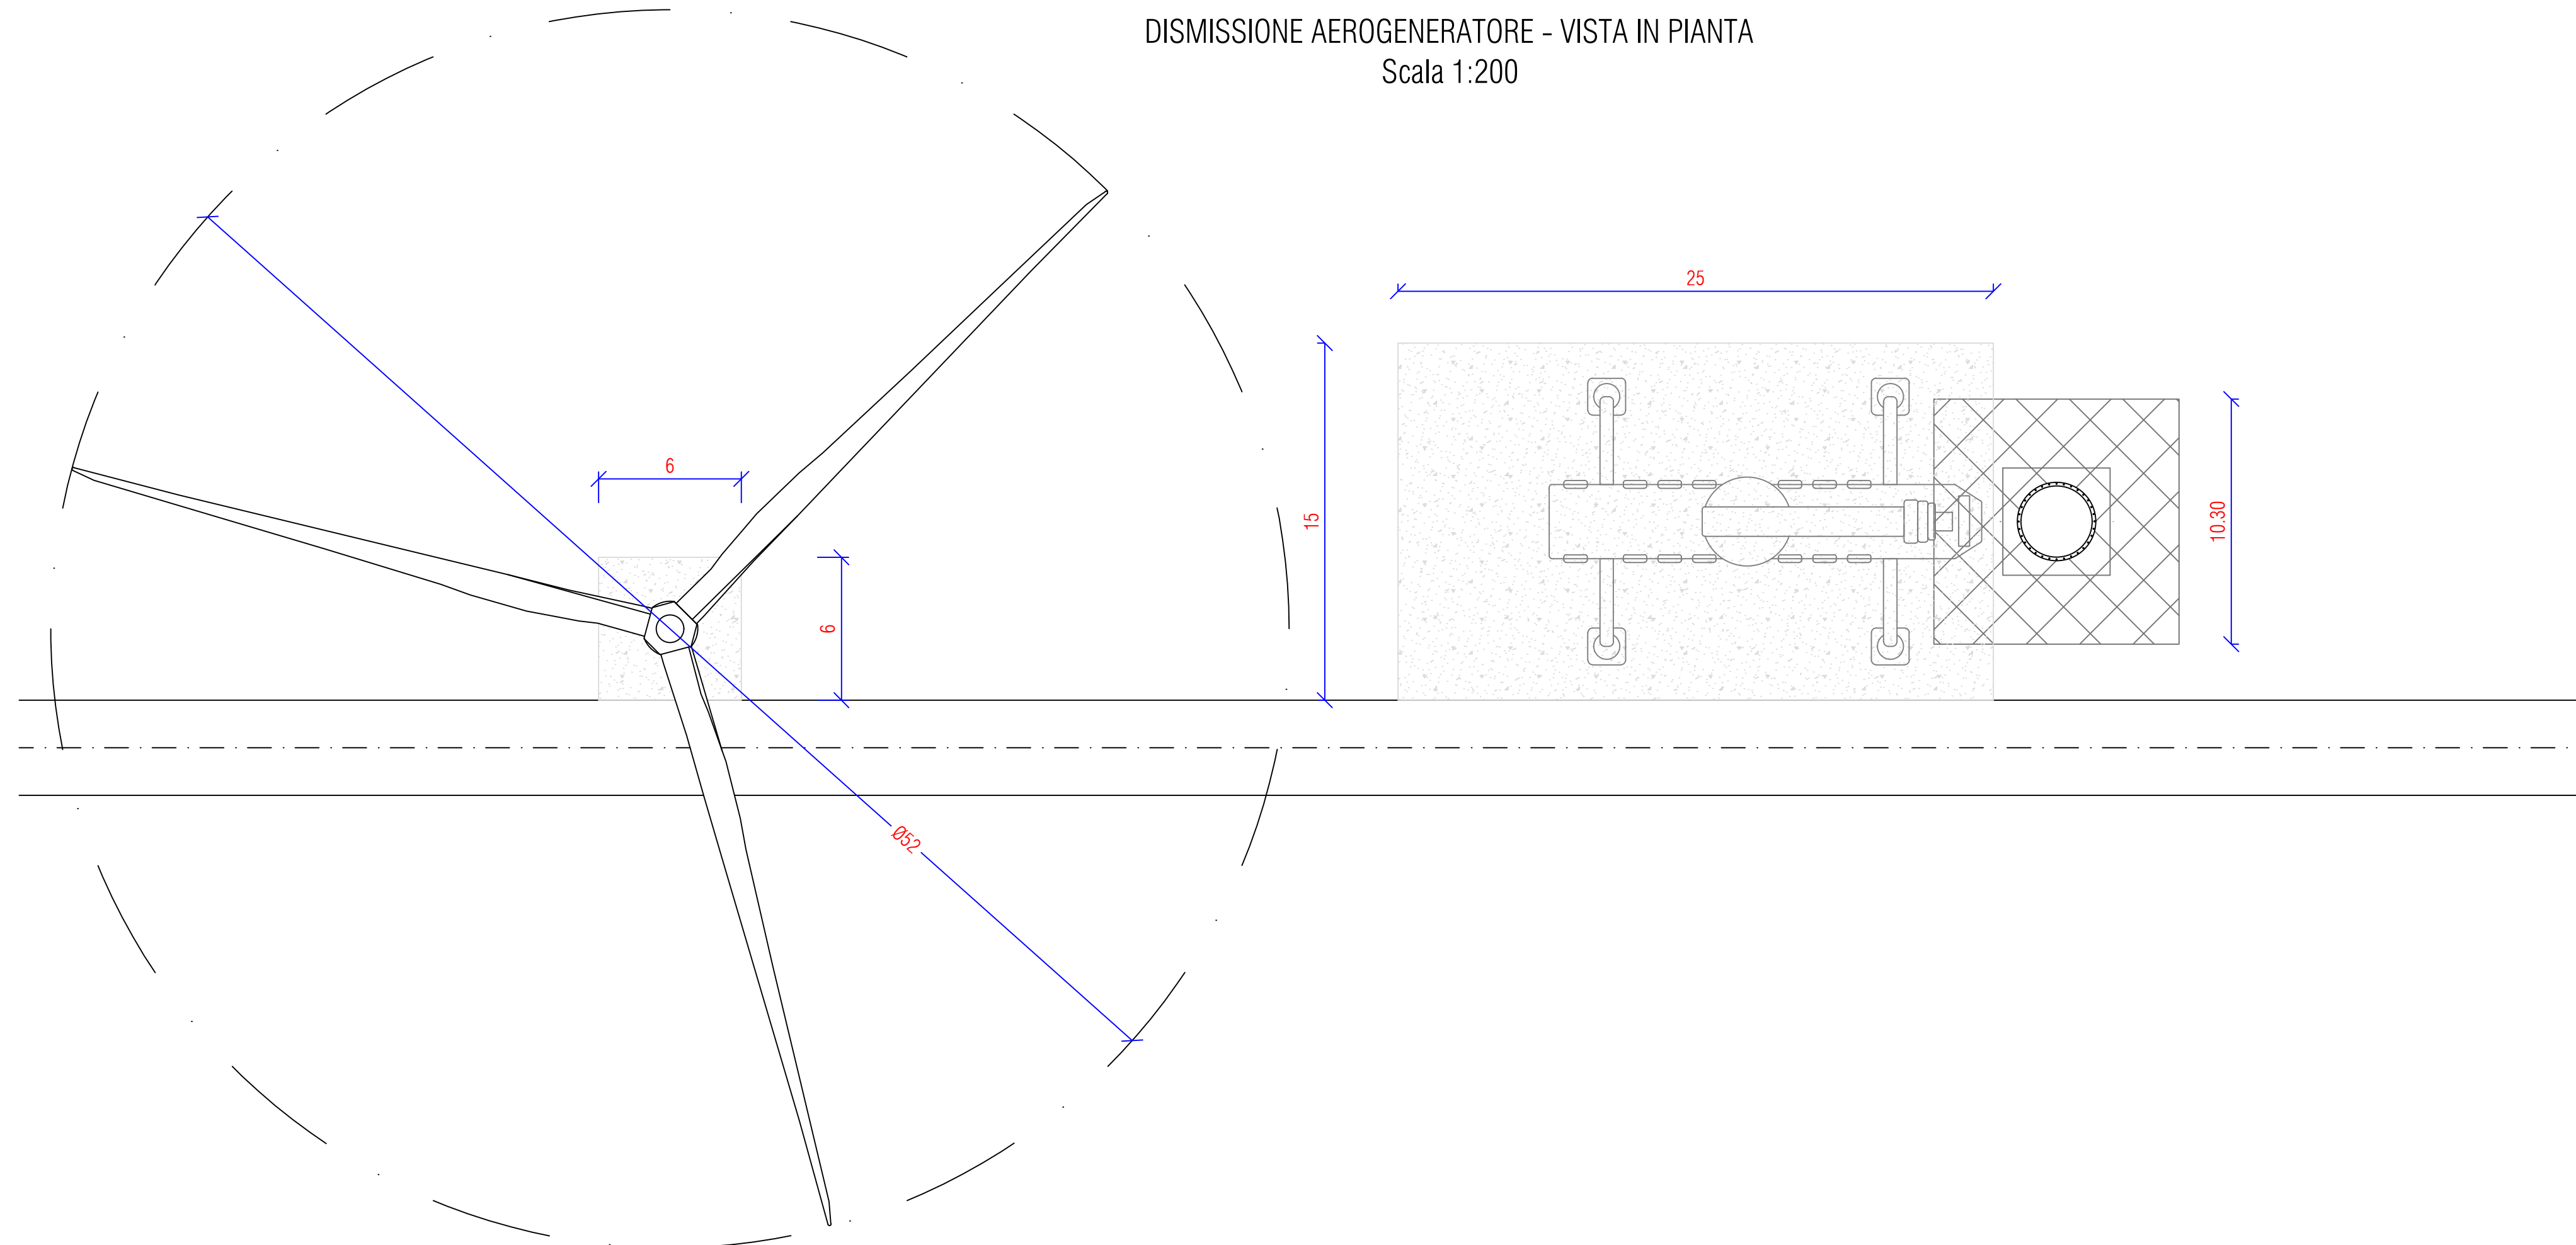 DISMISSIONE AEROGENERATORE - VISTA IN PIANTA
Scala 1:200
25
6
15
10.30
6
Ø52